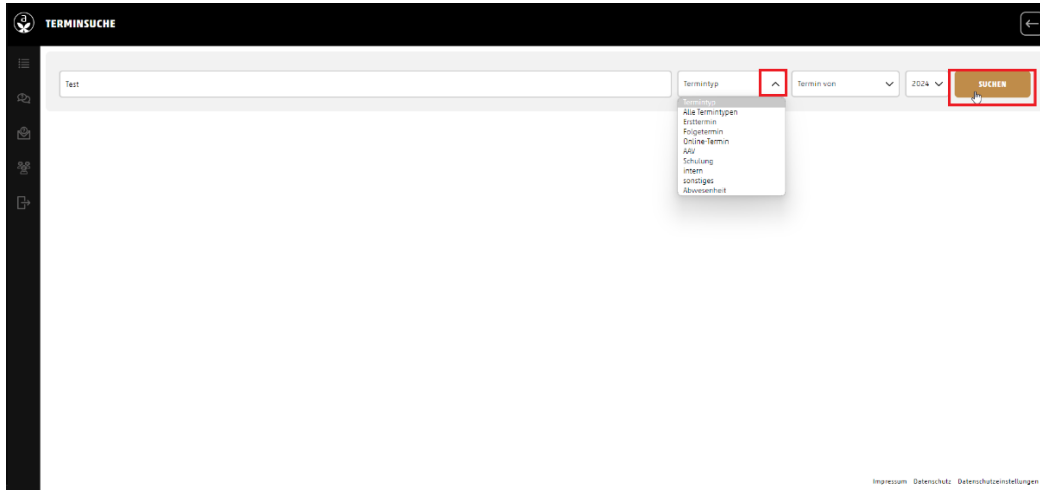 TERMINSUCHE
Test
Termintyp
Termin von
2024
SUCHEN
Termintyp
Alle Termintypen
Ersttermin
Folgetermin
Online-Termin
AAV
Schulung
intern
sonstiges
Abwesenheit
Impressum Datenschutz Datenschutzeinstellungen